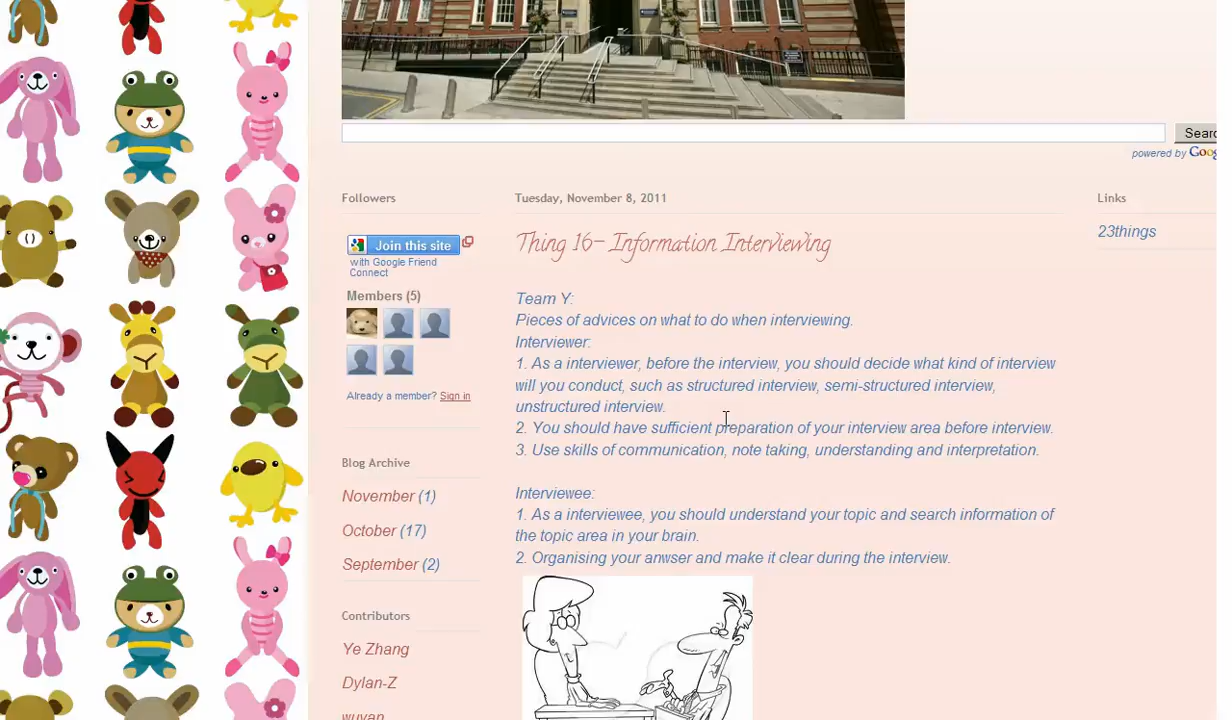 Searc
powered by Goog
Followers
Join this site
with Google Friend
Connect
Members (5)
Already a member? Sign in
Blog Archive
November (1)
October (17)
September (2)
Contributors
Ye Zhang
Dylan-Z
wuyan
Tuesday, November 8, 2011
Thing 16- Information Interviewing
Team Y:
Pieces of advices on what to do when interviewing.
Interviewer:
1. As a interviewer, before the interview, you should decide what kind of interview
will you conduct, such as structured interview, semi-structured interview,
unstructured interview.
2. You should have sufficient preparation of your interview area before interview.
3. Use skills of communication, note taking, understanding and interpretation.
Interviewee:
1. As a interviewee, you should understand your topic and search information of
the topic area in your brain.
2. Organising your anwser and make it clear during the interview.
Links
23things